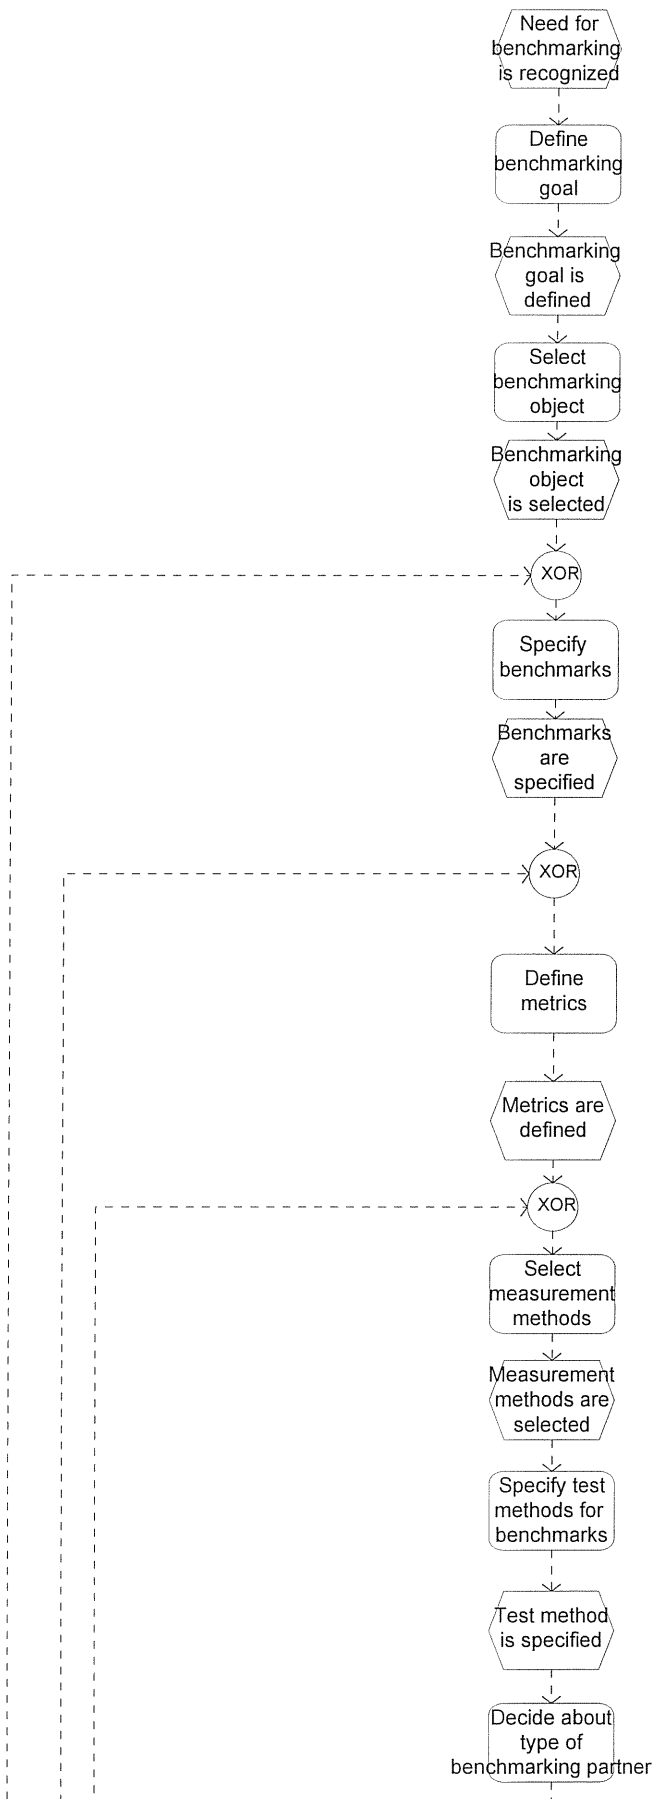 Need for
benchmarking
is recognized
Define
benchmarking
goal
Benchmarking
goal is
defined
Select
benchmarking
object
Benchmarking
object
is selected
XOR
Specify
benchmarks
Benchmarks
are
specified
XOR
Define
metrics
Metrics are
defined
XOR
Select
measurement
methods
Measurement
methods are
selected
Specify test
methods for
benchmarks
Test method
is specified
Decide about
type of
benchmarking partner